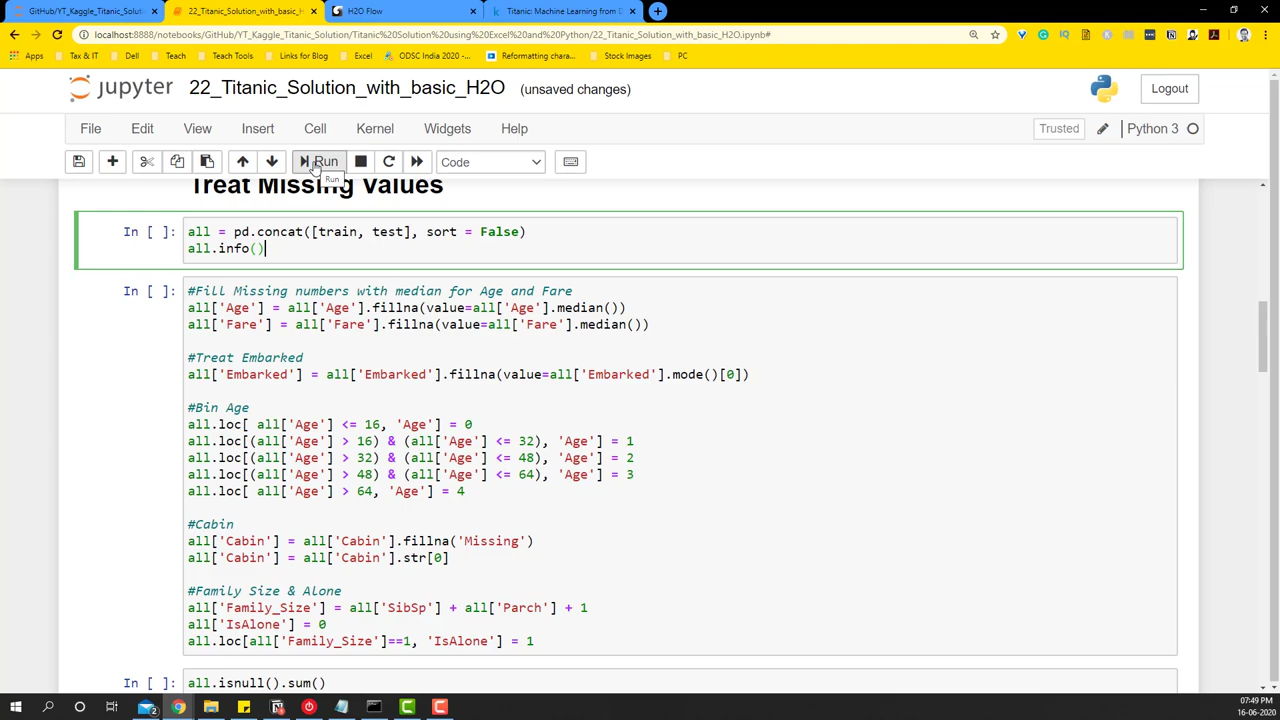 GitHub/YT_Kaggle_Titanic_Solution
22_Titanic_Solution_with_basic_H
H2O Flow
Titanic: Machine Learning from D
localhost:8888/notebooks/GitHub/YT_Kaggle_Titanic_Solution/Titanic%20Solution%20using%20Excel%20and%20Python/22_Titanic_Solution_with_basic_H2O.ipynb#
Apps
Tax & IT
Dell
Teach
Teach Tools
Links for Blog
Excel
ODSC India 2020 -...
Reformatting charts...
Stock Images
PC
jupyter 22_Titanic_Solution_with_basic_H2O (unsaved changes)
Logout
File Edit View Insert Cell Kernel Widgets Help
Trusted
Python 3
Run
Code
Run
Treat Missing Values
In [ ]: all = pd.concat([train, test], sort = False)
all.info()
In [ ]: #Fill Missing numbers with median for Age and Fare
all['Age'] = all['Age'].fillna(value=all['Age'].median())
all['Fare'] = all['Fare'].fillna(value=all['Fare'].median())
#Treat Embarked
all['Embarked'] = all['Embarked'].fillna(value=all['Embarked'].mode()[0])
#Bin Age
all.loc[ all['Age'] <= 16, 'Age'] = 0
all.loc[(all['Age'] > 16) & (all['Age'] <= 32), 'Age'] = 1
all.loc[(all['Age'] > 32) & (all['Age'] <= 48), 'Age'] = 2
all.loc[(all['Age'] > 48) & (all['Age'] <= 64), 'Age'] = 3
all.loc[ all['Age'] > 64, 'Age'] = 4
#Cabin
all['Cabin'] = all['Cabin'].fillna('Missing')
all['Cabin'] = all['Cabin'].str[0]
#Family Size & Alone
all['Family_Size'] = all['SibSp'] + all['Parch'] + 1
all['IsAlone'] = 0
all.loc[all['Family_Size']==1, 'IsAlone'] = 1
In [ ]: all.isnull().sum()
07:49 PM
16-06-2020